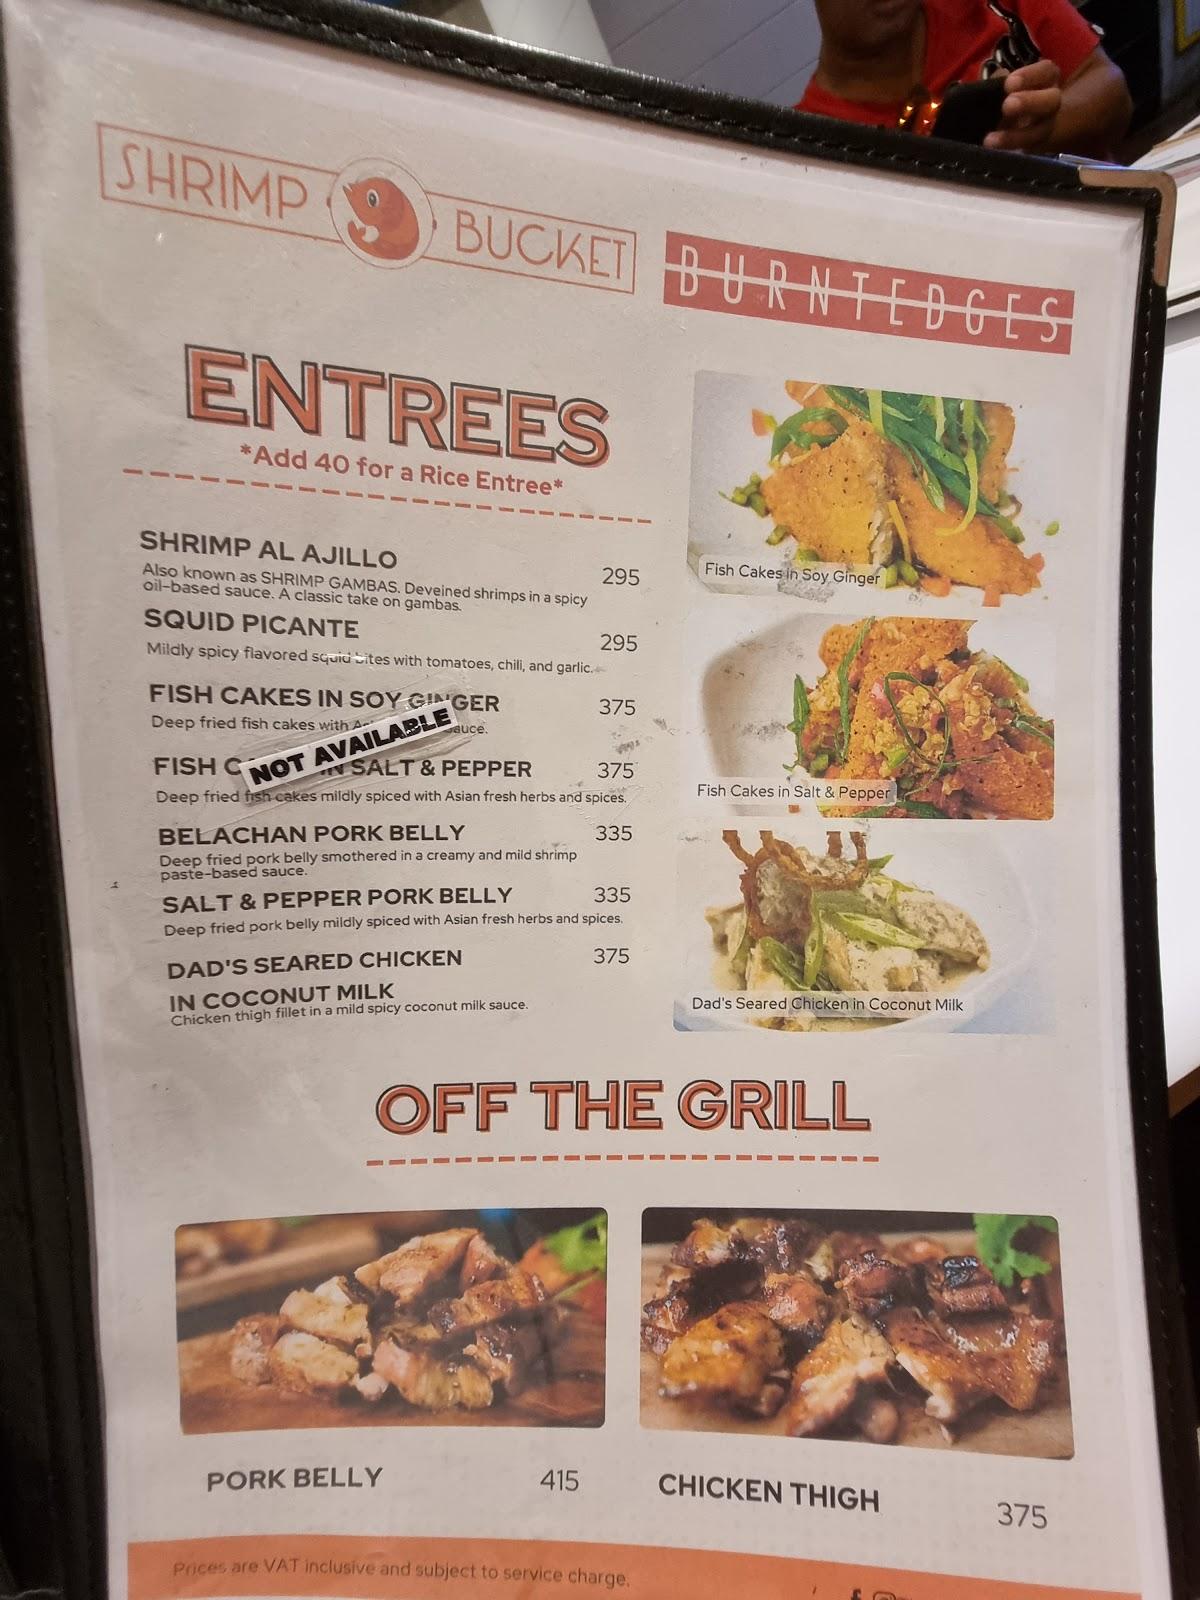 SHRIMP BUCKET
BURNTEDGES
ENTREES
*Add 40 for a Rice Entree*
SHRIMP AL AJILLO 295
Also known as SHRIMP GAMBAS. Deveined shrimps in a spicy
oil-based sauce. A classic take on gambas.
SQUID PICANTE 295
Mildly spicy flavored squid bites with tomatoes, chili, and garlic.
FISH CAKES IN SOY GINGER 375
Deep fried fish cakes with sauce.
NOT AVAILABLE
FISH IN SALT & PEPPER 375
Deep fried fish cakes mildly spiced with Asian fresh herbs and spices.
BELACHAN PORK BELLY 335
Deep fried pork belly smothered in a creamy and mild shrimp
paste-based sauce.
SALT & PEPPER PORK BELLY 335
Deep fried pork belly mildly spiced with Asian fresh herbs and spices.
DAD'S SEARED CHICKEN 375
IN COCONUT MILK
Chicken thigh fillet in a mild spicy coconut milk sauce.
Fish Cakes in Soy Ginger
Fish Cakes in Salt & Pepper
Dad's Seared Chicken in Coconut Milk
OFF THE GRILL
PORK BELLY 415
CHICKEN THIGH 375
Prices are VAT inclusive and subject to service charge.